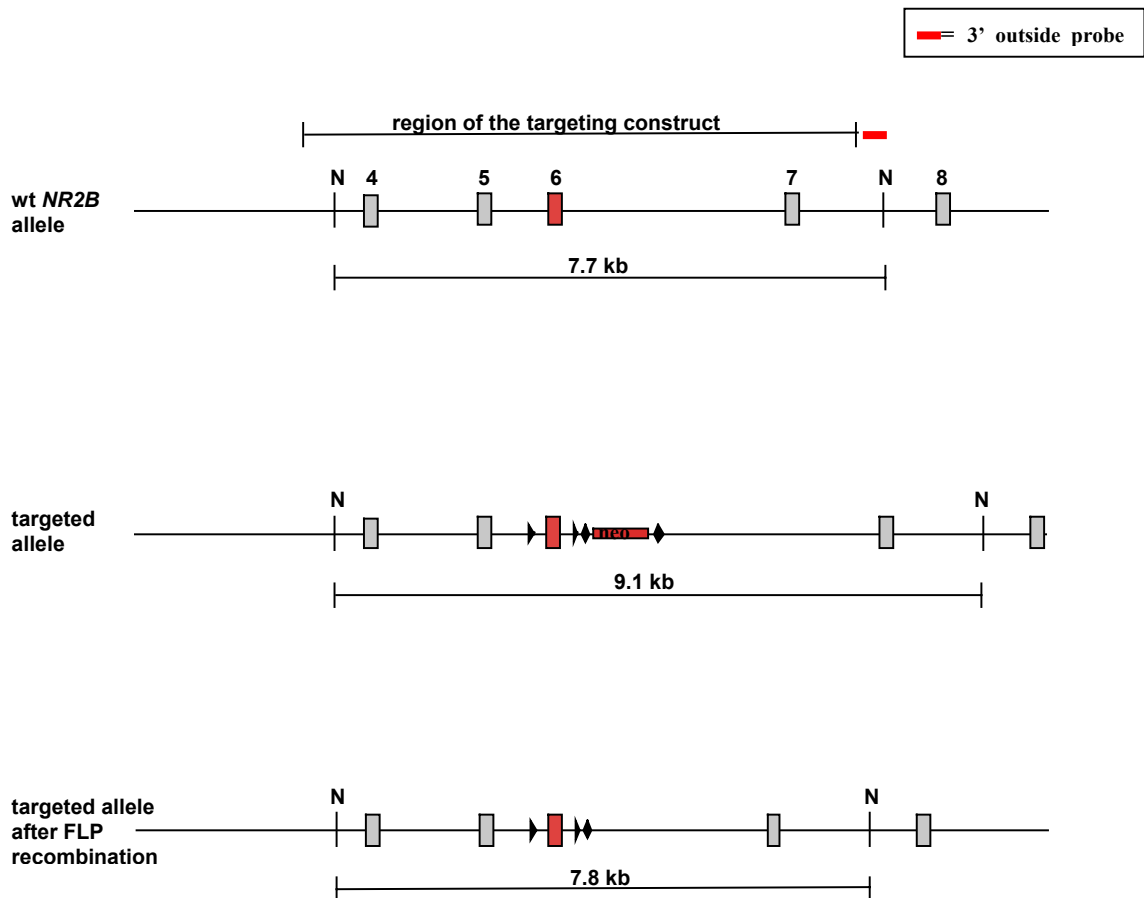 = 3' outside probe
region of the targeting construct
wt NR2B
allele
N 4 5 6 7 N 8
7.7 kb
targeted
allele
N N
neo
9.1 kb
targeted allele
after FLP
recombination
N N
7.8 kb